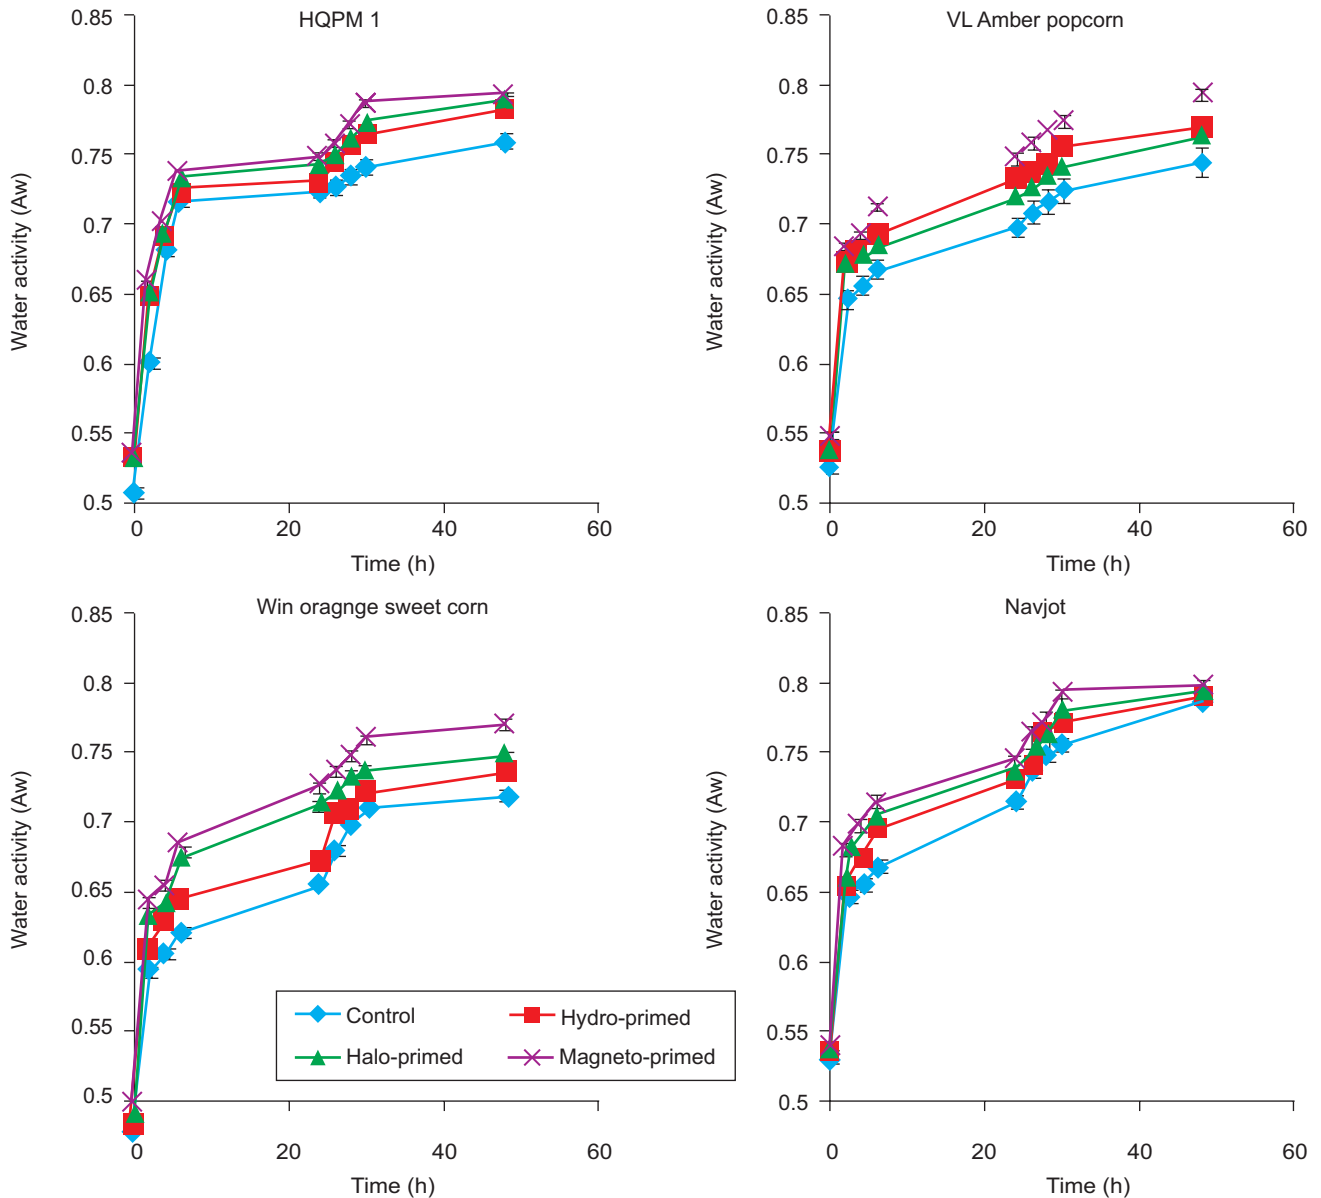 HQPM 1
0.85
0.8
0.75
0.7
0.65
0.6
0.55
0.5
Water activity (Aw)
0 20 40 60
Time (h)
VL Amber popcorn
0.85
0.8
0.75
0.7
0.65
0.6
0.55
0.5
Water activity (Aw)
0 20 40 60
Time (h)
Win oragnge sweet corn
0.85
0.8
0.75
0.7
0.65
0.6
0.55
0.5
Water activity (Aw)
Control Hydro-primed
Halo-primed Magneto-primed
0 20 40 60
Time (h)
Navjot
0.85
0.8
0.75
0.7
0.65
0.6
0.55
0.5
Water activity (Aw)
0 20 40 60
Time (h)